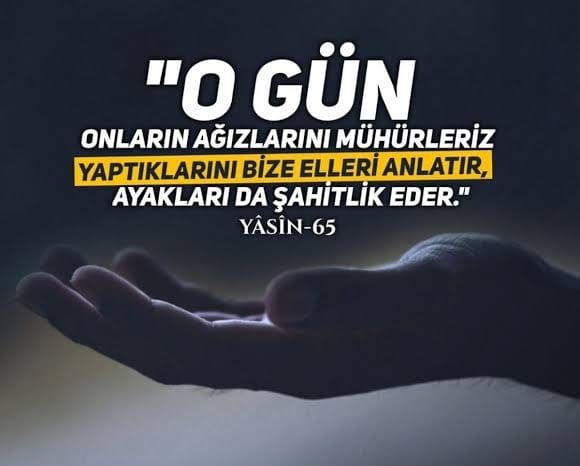 "O GÜN
ONLARIN AĞIZLARINI MÜHÜRLERİZ
YAPTIKLARINI BİZE ELLERİ ANLATIR,
AYAKLARI DA ŞAHİTLİK EDER."
YÂSÎN-65